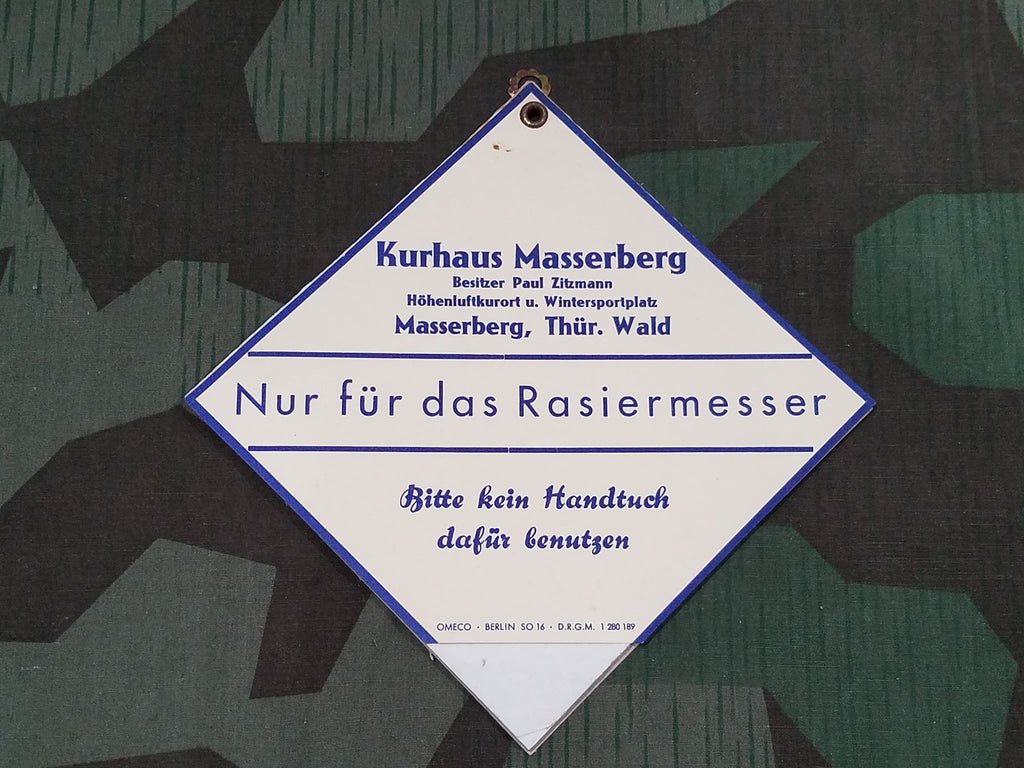 Kurhaus Masserberg
Besitzer Paul Zitzmann
Höhenluftkurort u. Wintersportplatz
Masserberg, Thür. Wald
Nur für das Rasiermesser
Bitte kein Handtuch
dafür benutzen
OMECO · BERLIN SO 16 · D.R.G.M. 1 280 189